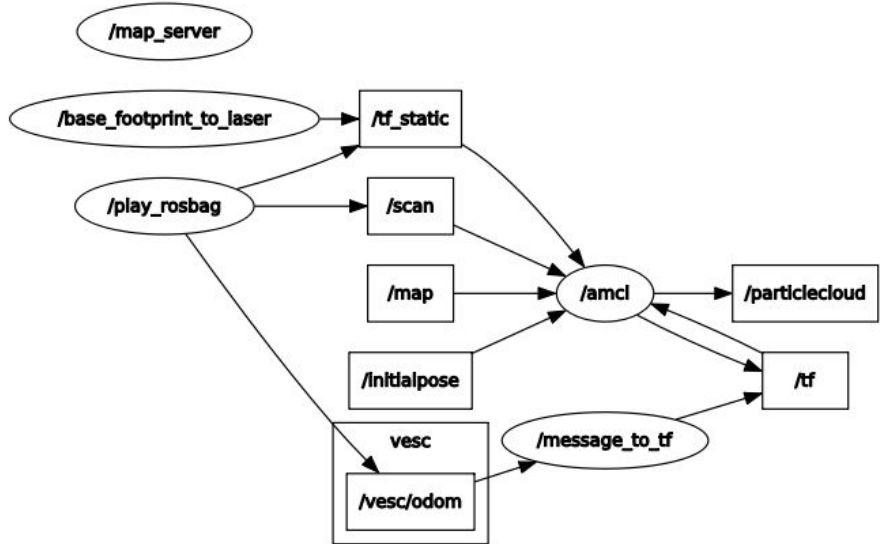 /map_server
/base_footprint_to_laser
/tf_static
/play_rosbag
/scan
/map
/amcl
/particlecloud
/initialpose
/tf
vesc
/message_to_tf
/vesc/odom